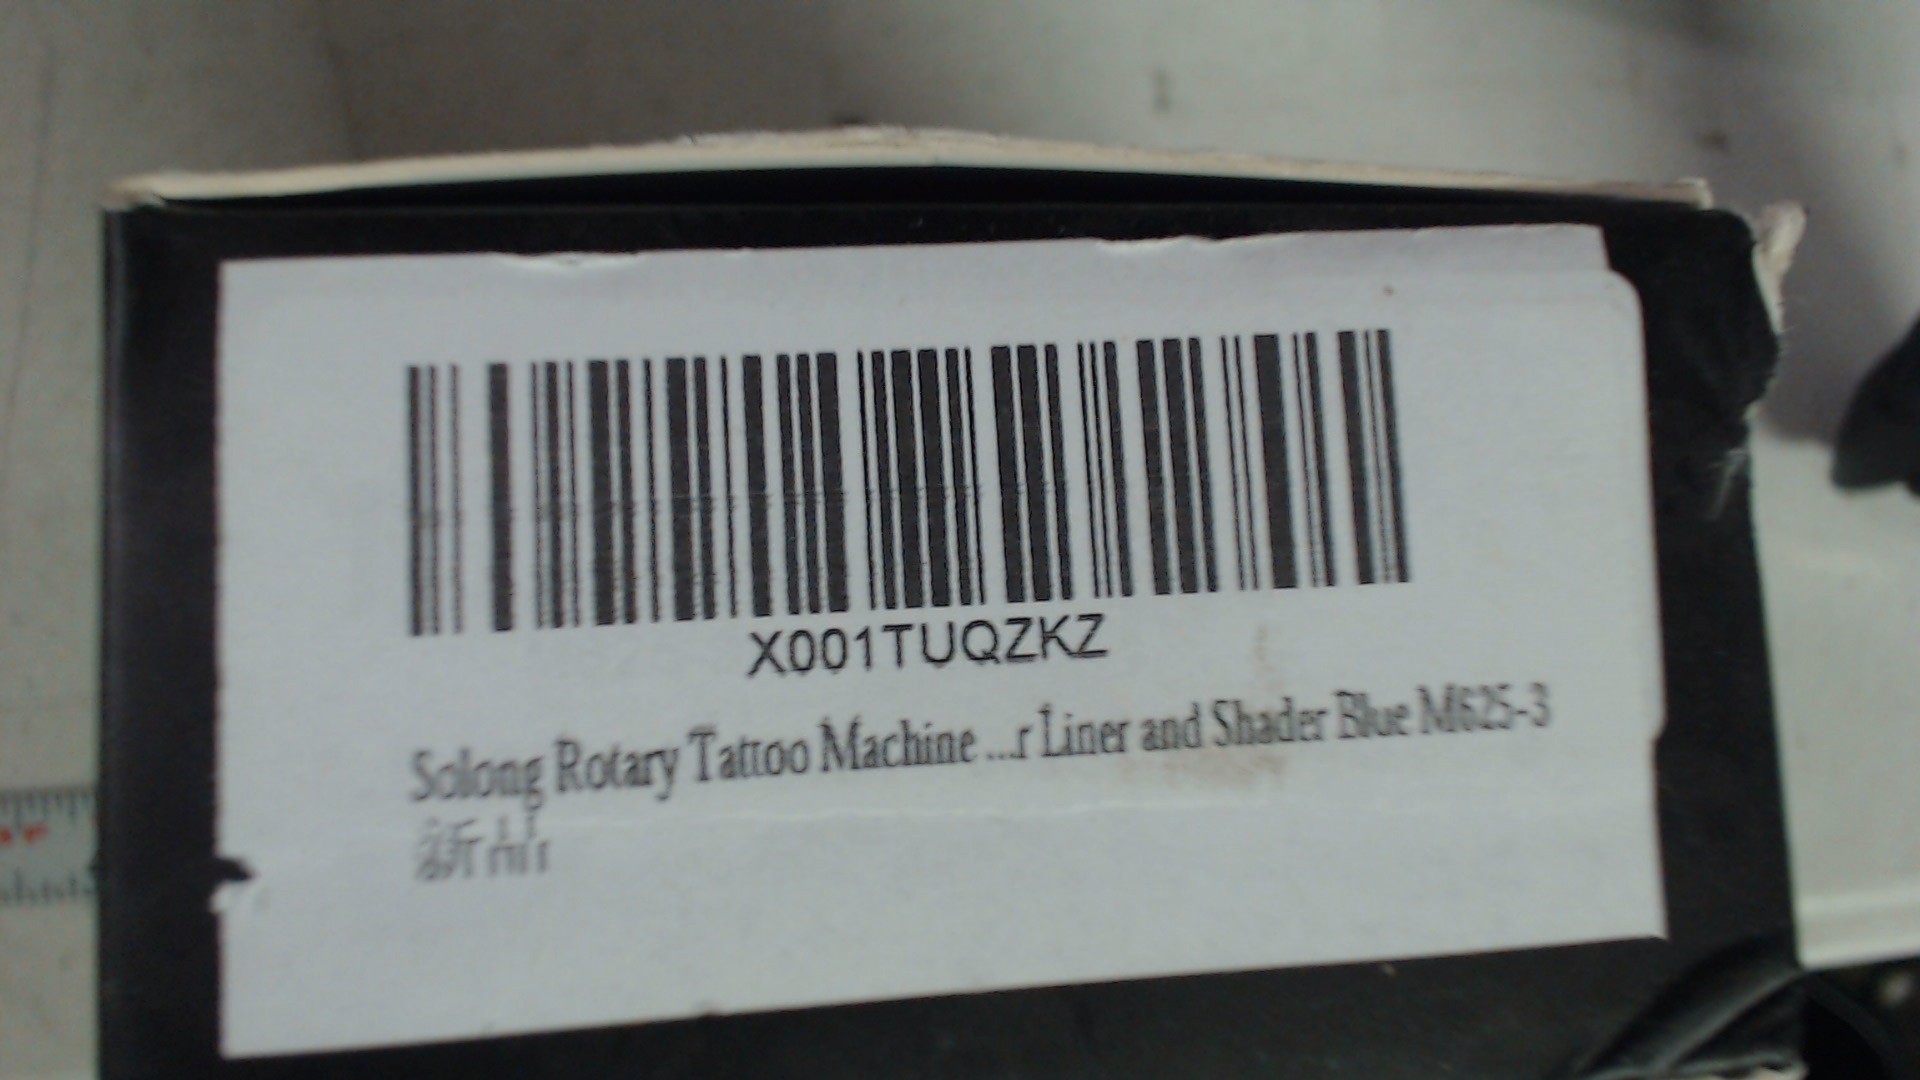 X001TUQZKZ
Solong Rotary Tattoo Machine ...r Liner and Shader Blue M625-3
新品